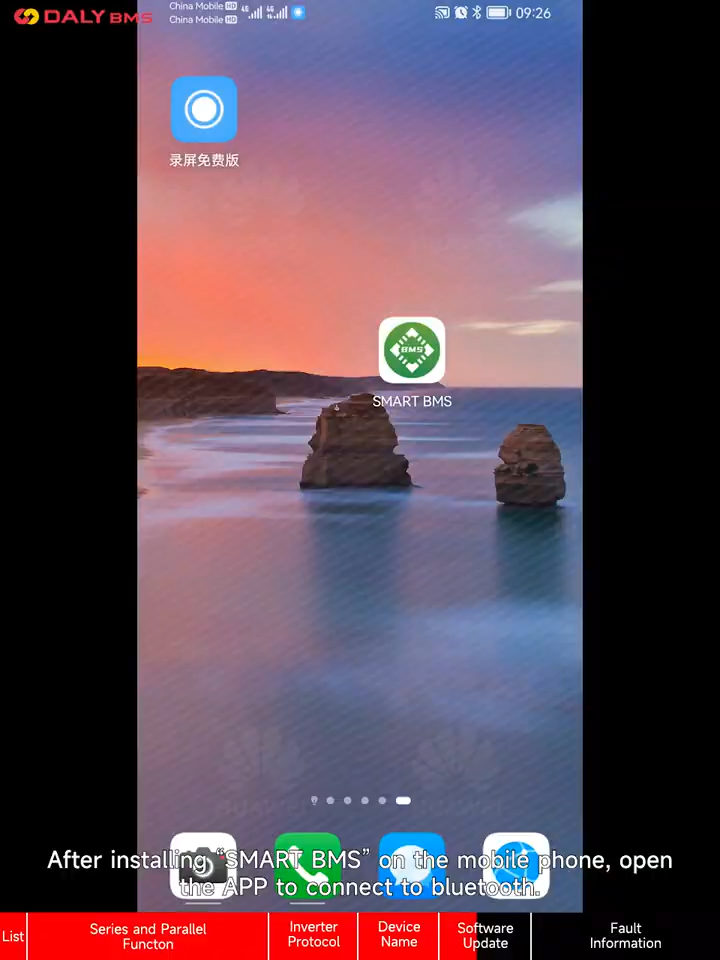 DALY BMS
China Mobile HD 4G 4G
China Mobile HD
09:26
录屏免费版
BMS
SMART BMS
After installing “SMART BMS” on the mobile phone, open
the APP to connect to bluetooth.
List
Series and Parallel
Functon
Inverter
Protocol
Device
Name
Software
Update
Fault
Information